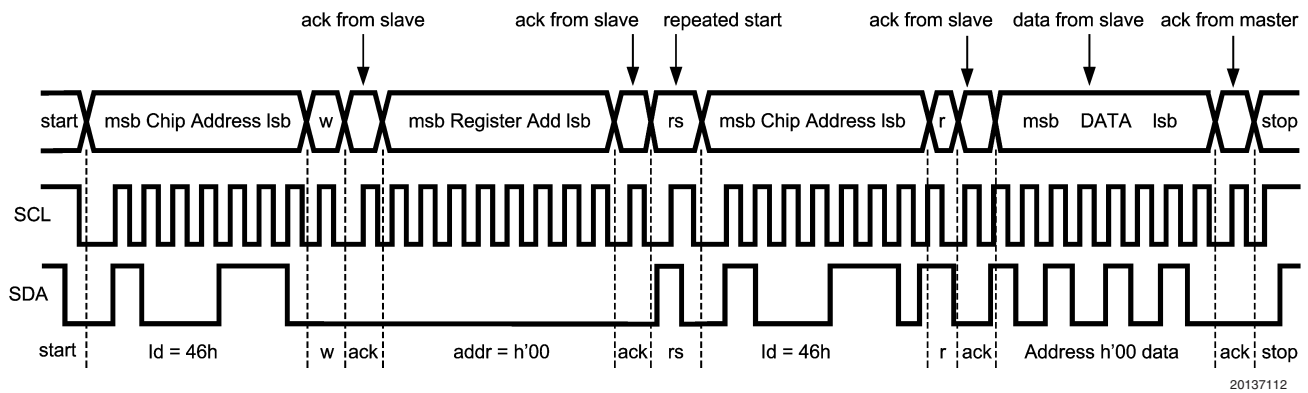 ack from slave
ack from slave
repeated start
ack from slave
data from slave
ack from master
start
msb Chip Address lsb
w
msb Register Add lsb
rs
msb Chip Address lsb
r
msb DATA lsb
stop
SCL
SDA
start
Id = 46h
w
ack
addr = h'00
ack
rs
Id = 46h
r
ack
Address h'00 data
ack
stop
20137112